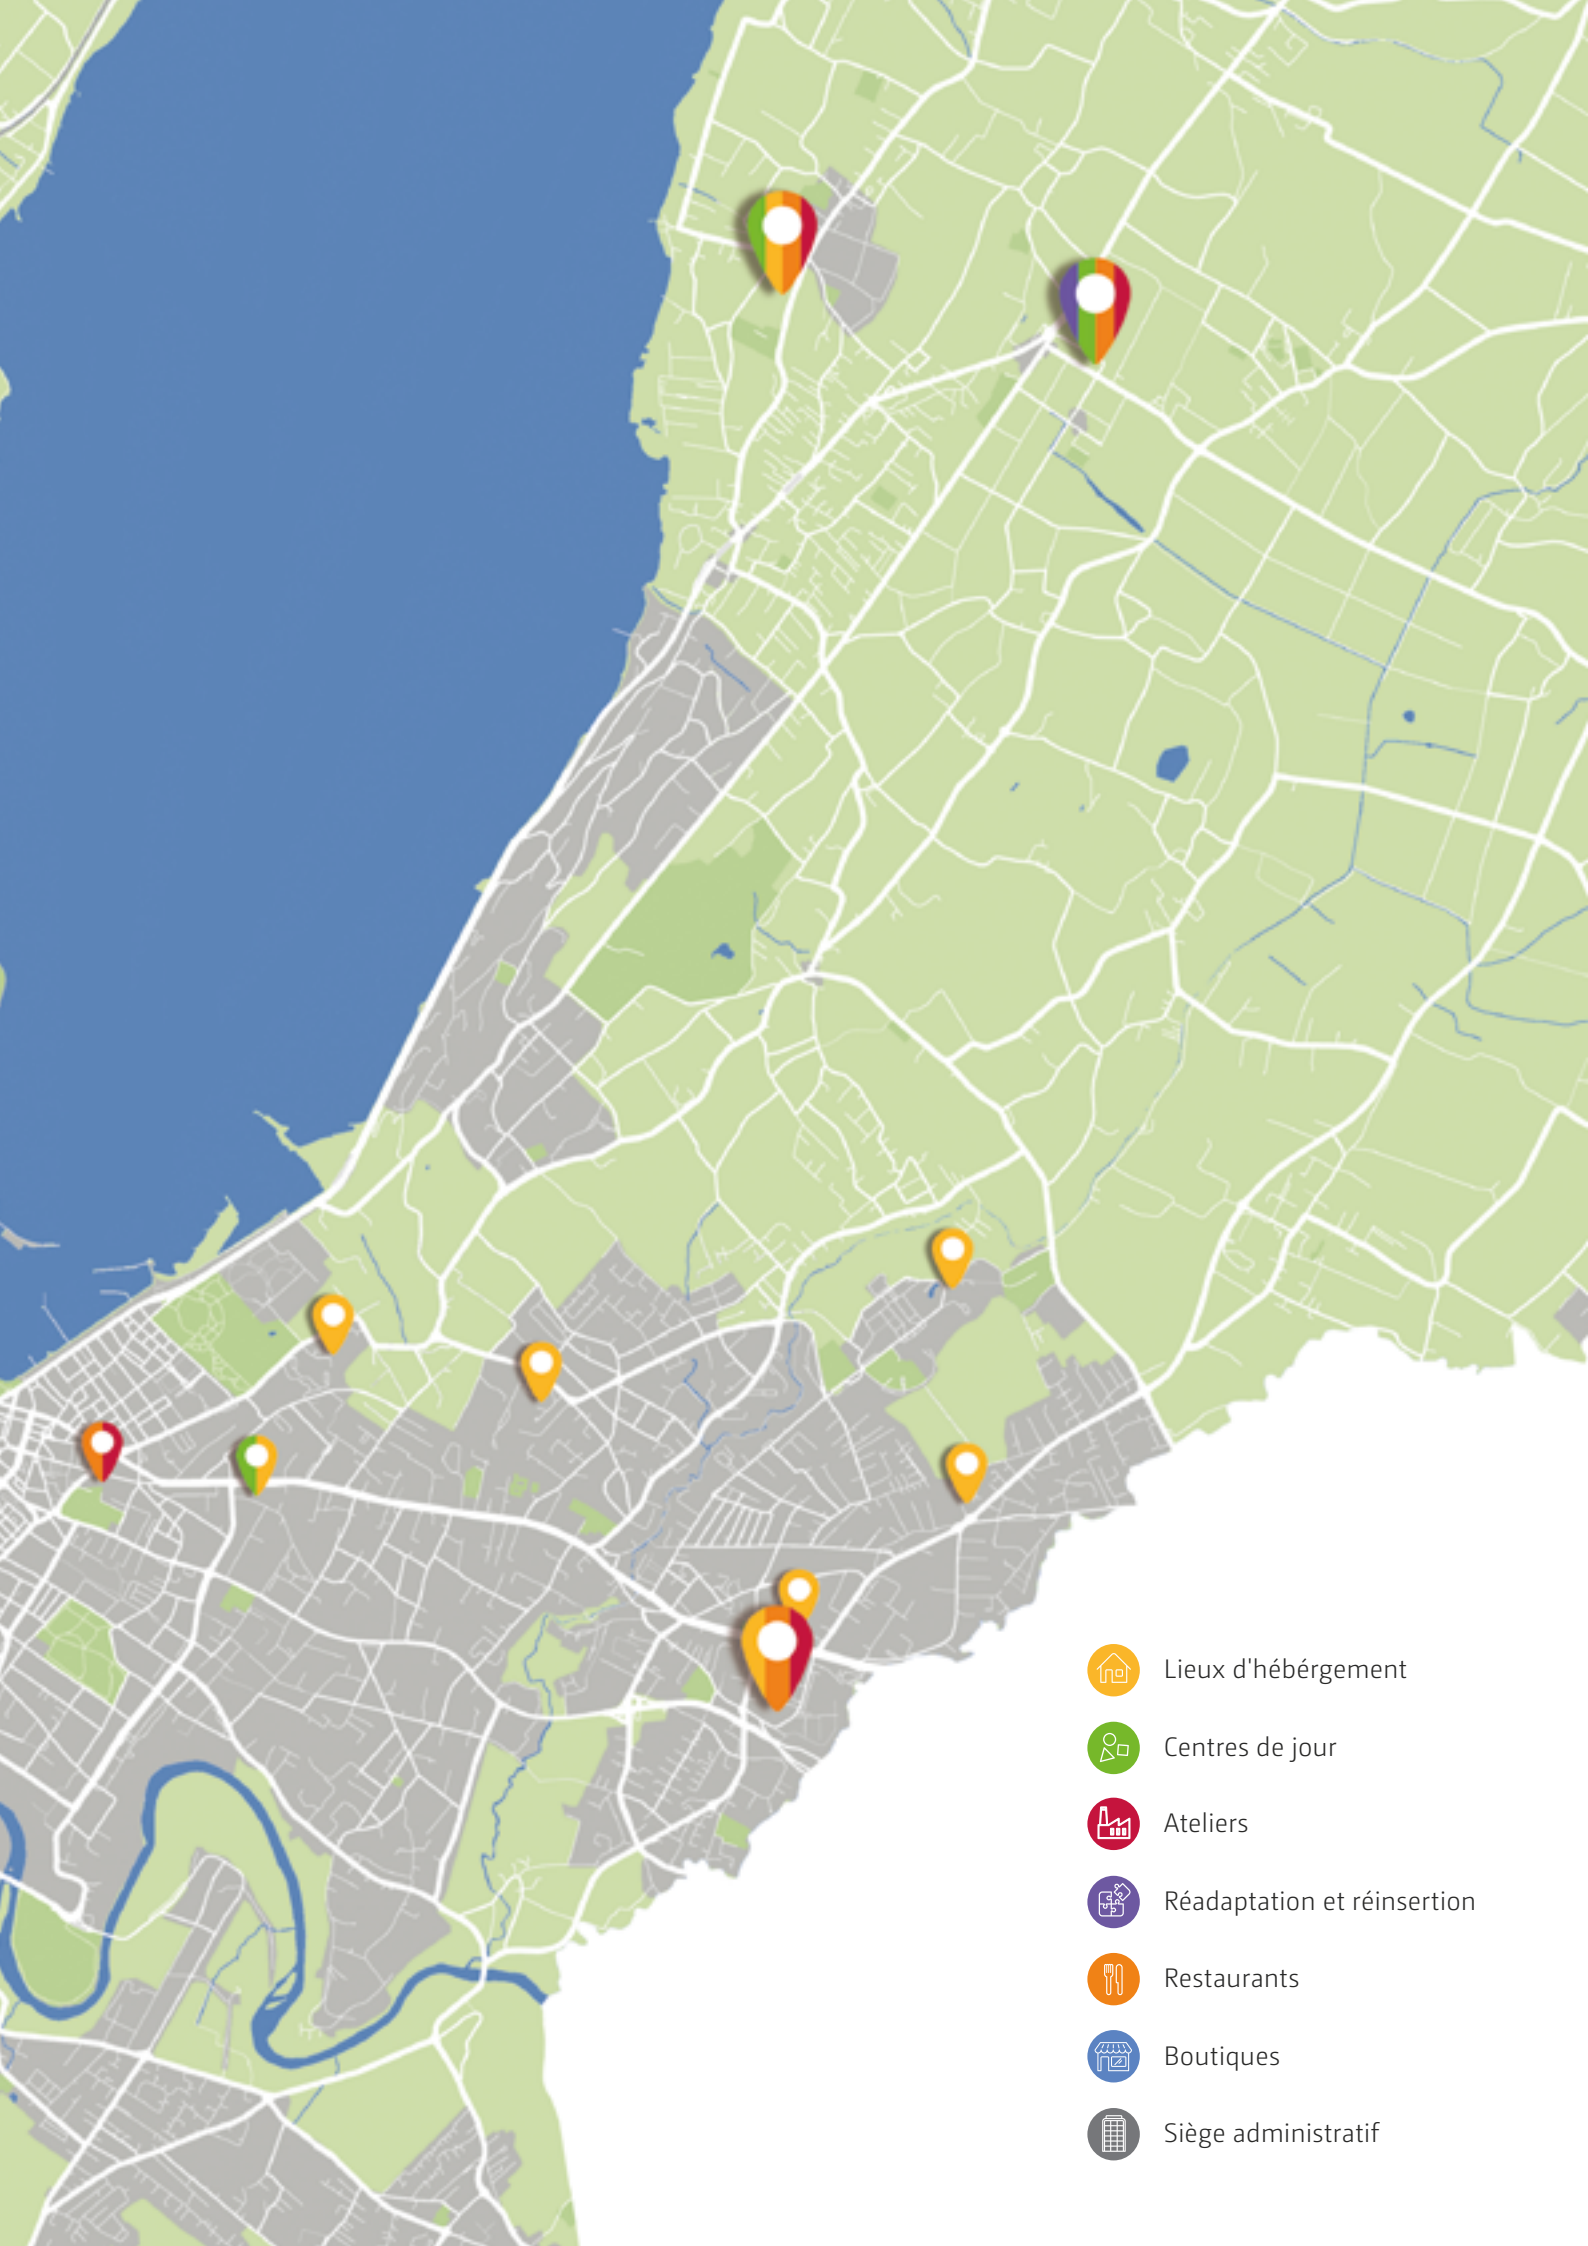 Lieux d'hébérgement
Centres de jour
Ateliers
Réadaptation et réinsertion
Restaurants
Boutiques
Siège administratif